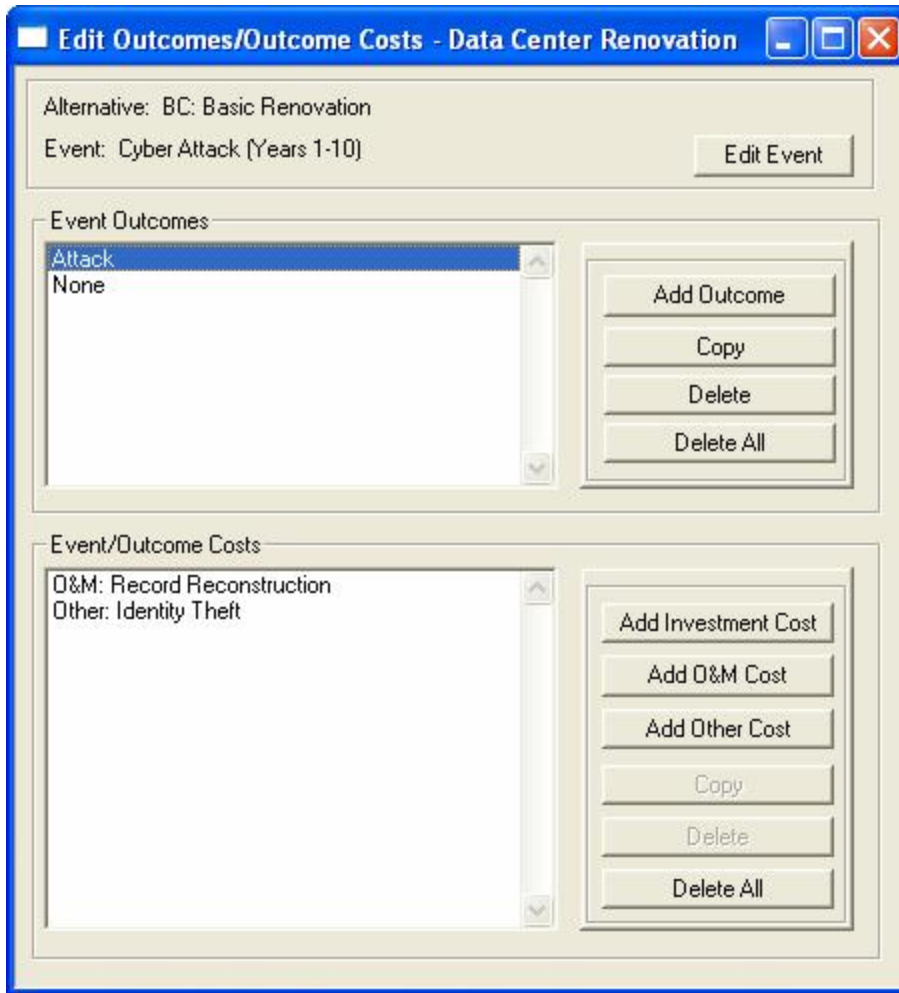 Edit Outcomes/Outcome Costs - Data Center Renovation
Alternative: BC: Basic Renovation
Event: Cyber Attack (Years 1-10)
Edit Event
Event Outcomes
Attack
None
Add Outcome
Copy
Delete
Delete All
Event/Outcome Costs
O&M: Record Reconstruction
Other: Identity Theft
Add Investment Cost
Add O&M Cost
Add Other Cost
Copy
Delete
Delete All